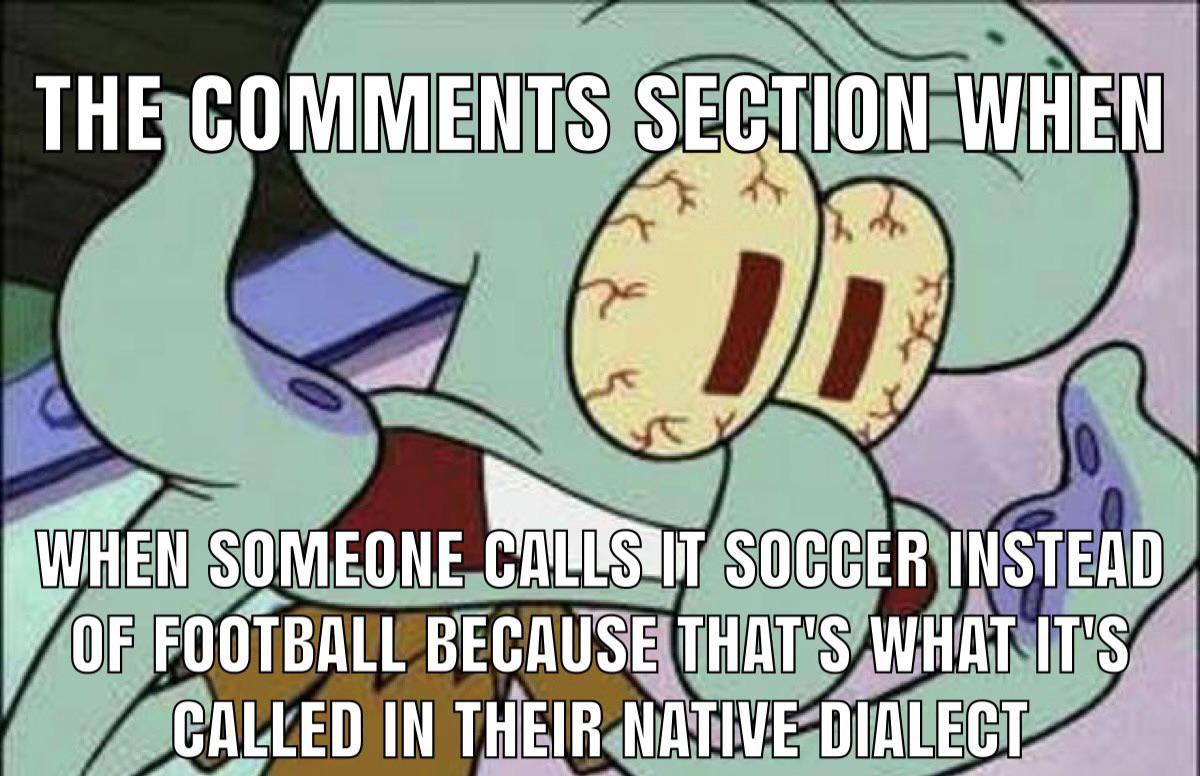 THE COMMENTS SECTION WHEN
WHEN SOMEONE CALLS IT SOCCER INSTEAD
OF FOOTBALL BECAUSE THAT'S WHAT IT'S
CALLED IN THEIR NATIVE DIALECT